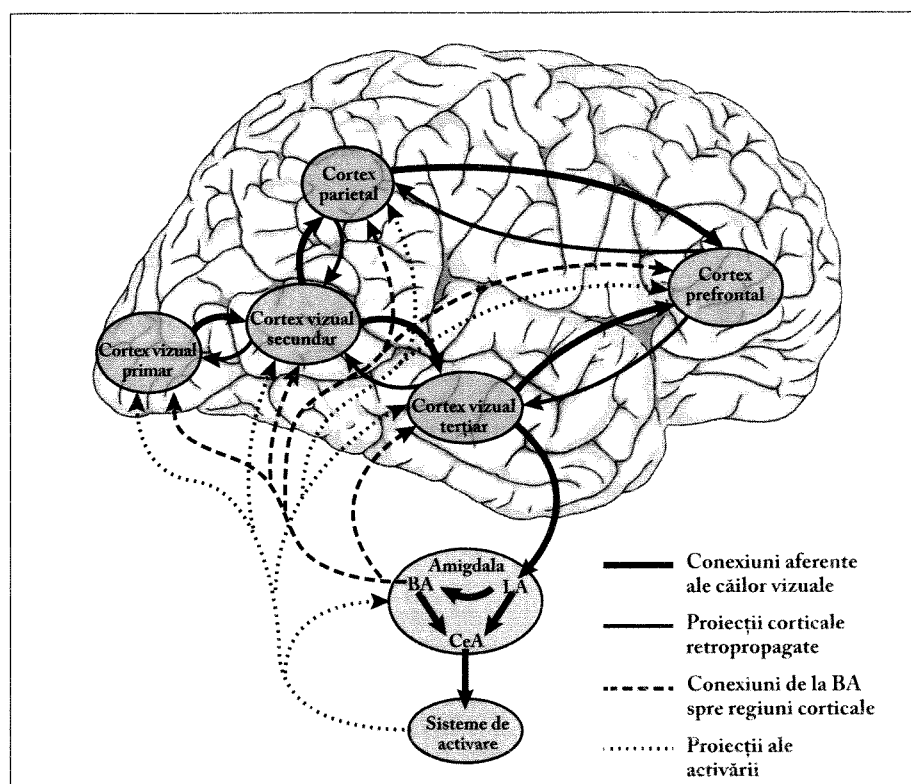 Cortex
parietal
Cortex
prefrontal
Cortex vizual
secundar
Cortex vizual
primar
Cortex vizual
terțiar
Amigdala
BA
LA
CeA
Sisteme de
activare
Conexiuni aferente
ale căilor vizuale
Proiecții corticale
retropropagate
Conexiuni de la BA
spre regiuni corticale
Proiecții ale
activării